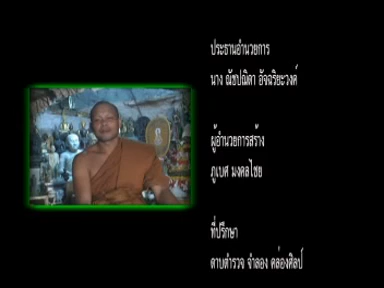 ประธานอำนวยการ
นาง ณัชปณิดา อัจฉริยะวงศ์
ผู้อำนวยการสร้าง
ภูเบศ มงคลไชย
ที่ปรึกษา
ดาบตำรวจ จำลอง คล่องศิลป์